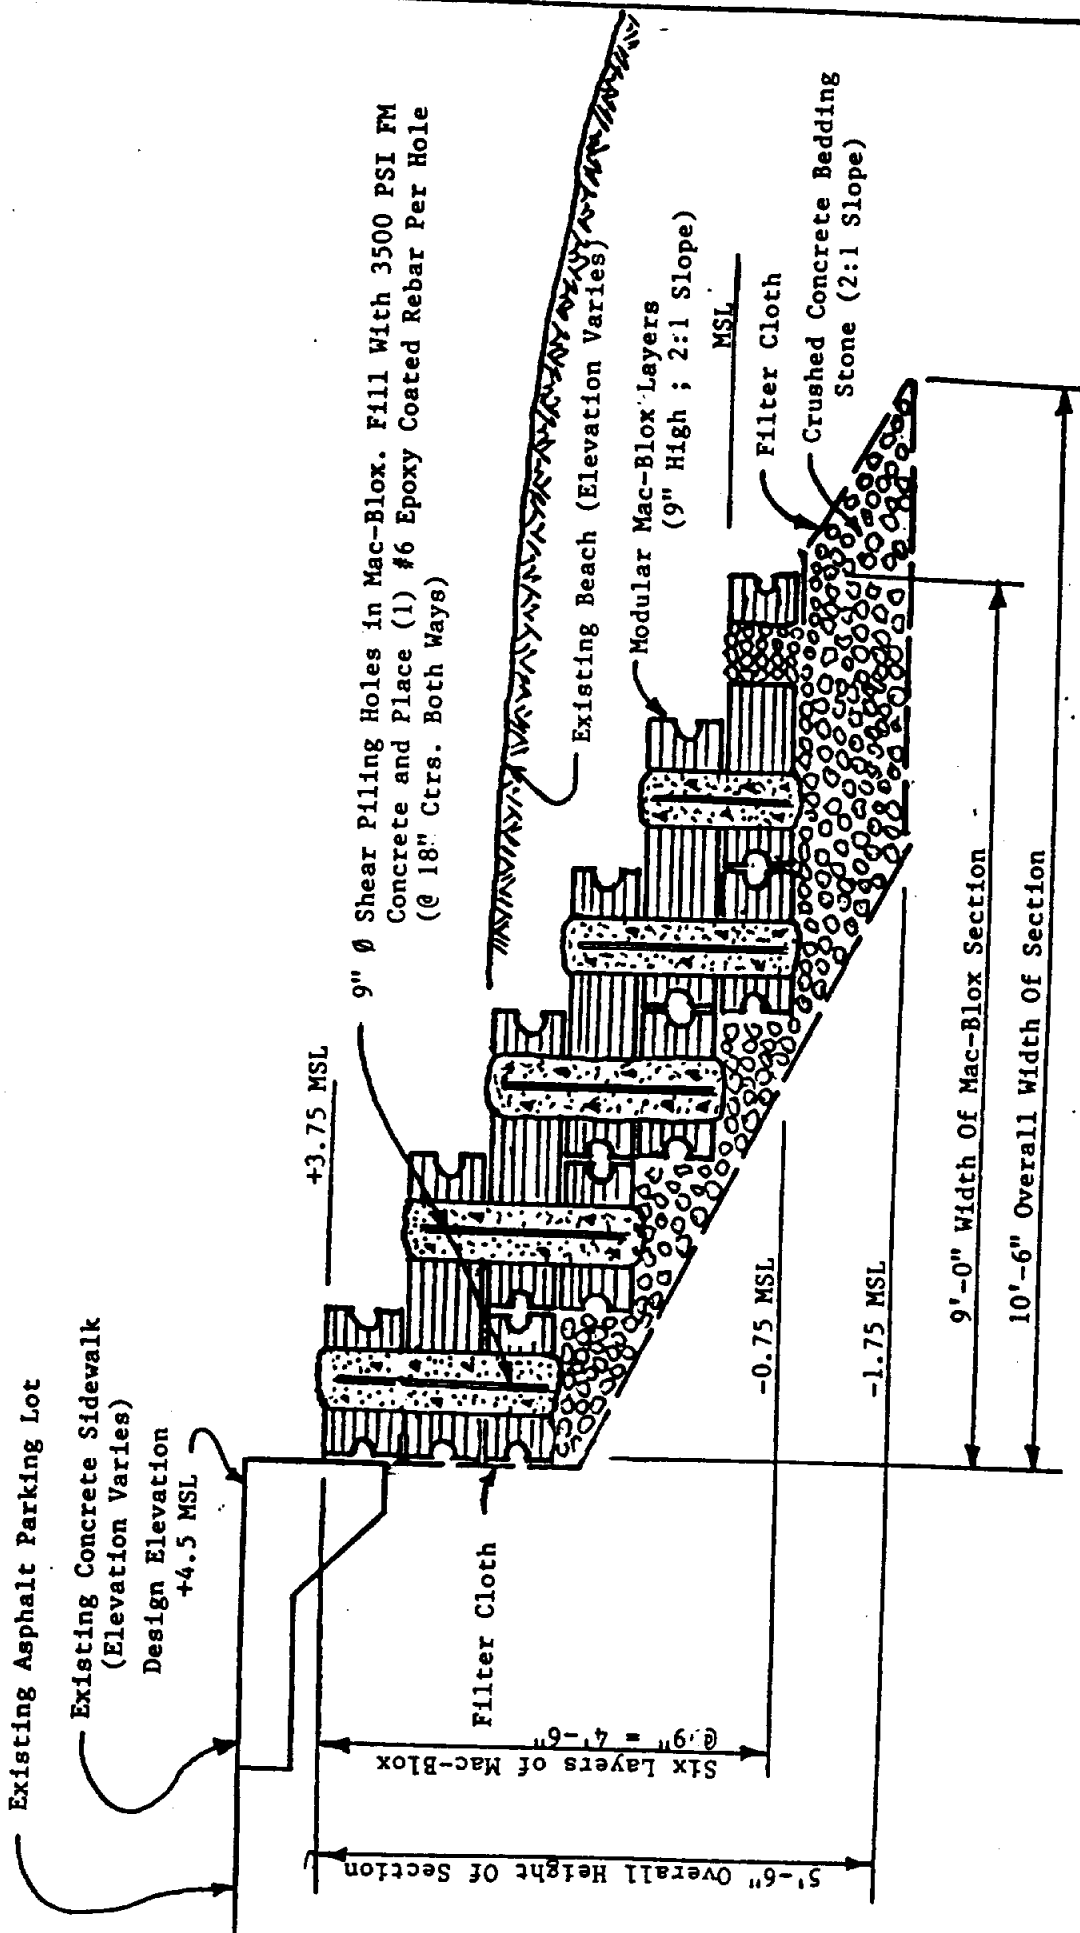 Existing Asphalt Parking Lot
Existing Concrete Sidewalk
(Elevation Varies)
Design Elevation
+4.5 MSL
+3.75 MSL
9" Ø Shear Piling Holes in Mac-Blox. Fill With 3500 PSI FM
Concrete and Place (1) #6 Epoxy Coated Rebar Per Hole
(@ 18" Ctrs. Both Ways)
Existing Beach (Elevation Varies)
Modular Mac-Blox Layers
(9" High ; 2:1 Slope)
MSL
Filter Cloth
Crushed Concrete Bedding
Stone (2:1 Slope)
Filter Cloth
Six Layers of Mac-Blox
@ 9" = 4'-6"
5'-6" Overall Height Of Section
-0.75 MSL
-1.75 MSL
9'-0" Width Of Mac-Blox Section
10'-6" Overall Width Of Section